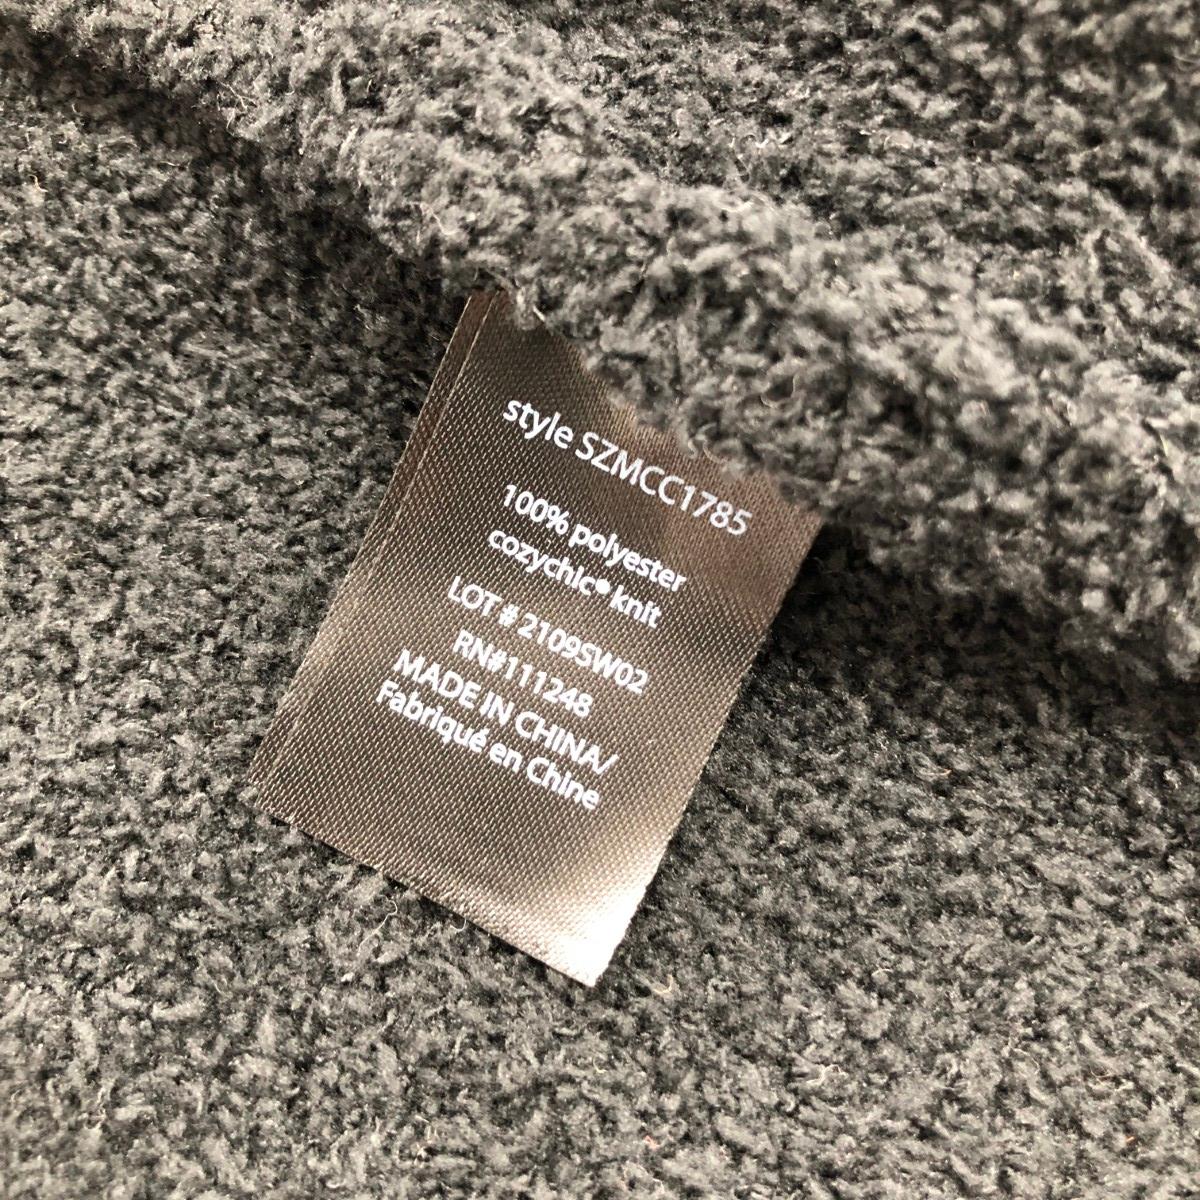 style SZMCC1785
100% polyester
cozychic® knit
LOT # 2109SW02
RN#111248
MADE IN CHINA/
Fabriqué en Chine